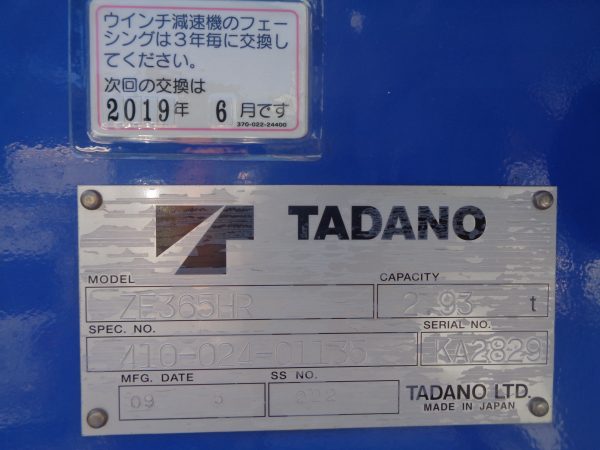 ウインチ減速機のフェー
シングは３年毎に交換し
てください。
次回の交換は
2019年 6月です
370-022-24400
TADANO
MODEL
ZE365HR
CAPACITY
2.93 t
SPEC. NO.
SERIAL NO.
KA2829
MFG. DATE
09
SS NO.
TADANO LTD.
MADE IN JAPAN